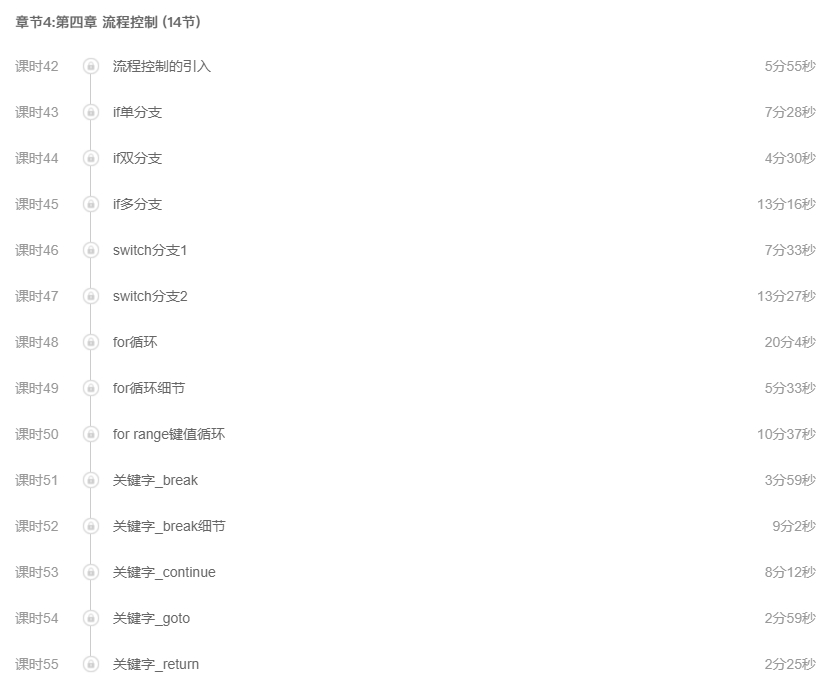 章节4:第四章 流程控制 (14节)
课时42 流程控制的引入 5分55秒
课时43 if单分支 7分28秒
课时44 if双分支 4分30秒
课时45 if多分支 13分16秒
课时46 switch分支1 7分33秒
课时47 switch分支2 13分27秒
课时48 for循环 20分4秒
课时49 for循环细节 5分33秒
课时50 for range键值循环 10分37秒
课时51 关键字_break 3分59秒
课时52 关键字_break细节 9分2秒
课时53 关键字_continue 8分12秒
课时54 关键字_goto 2分59秒
课时55 关键字_return 2分25秒